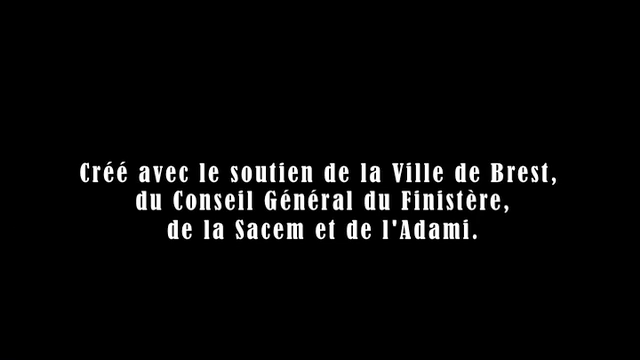 Créé avec le soutien de la Ville de Brest,
du Conseil Général du Finistère,
de la Sacem et de l'Adami.